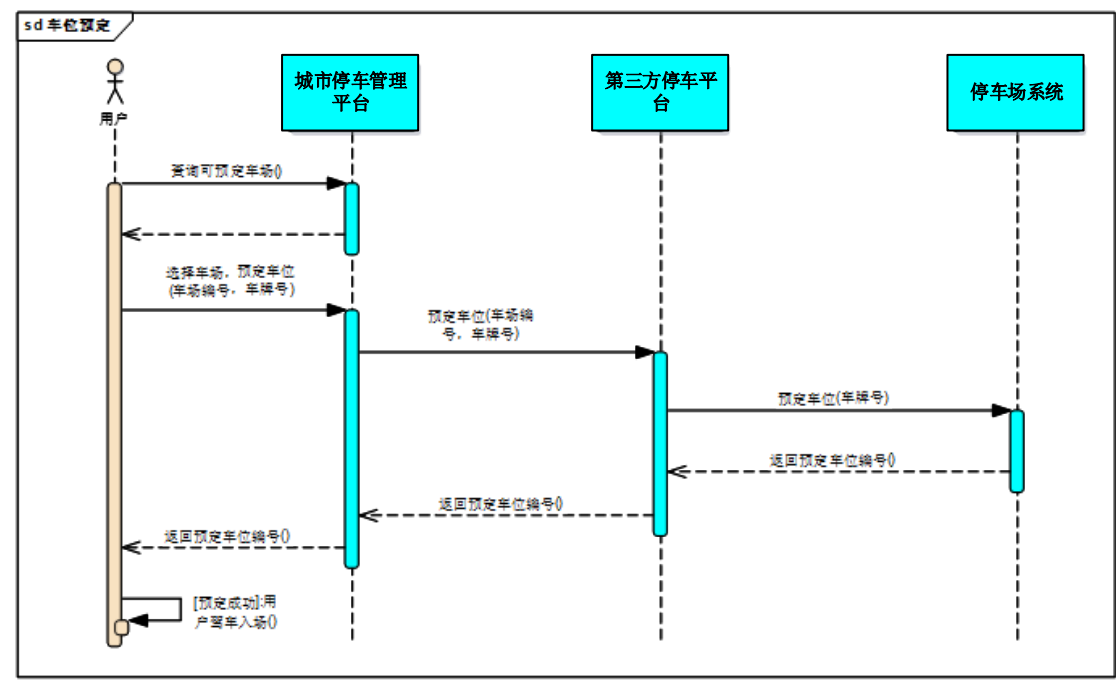 sd 车位预定
用户
城市停车管理
平台
第三方停车平
台
停车场系统
查询可预定车场()
选择车场，预定车位
(车场编号，车牌号)
预定车位(车场编
号，车牌号)
预定车位(车牌号)
返回预定车位编号()
返回预定车位编号()
返回预定车位编号()
[预定成功]:用
户驾车入场()